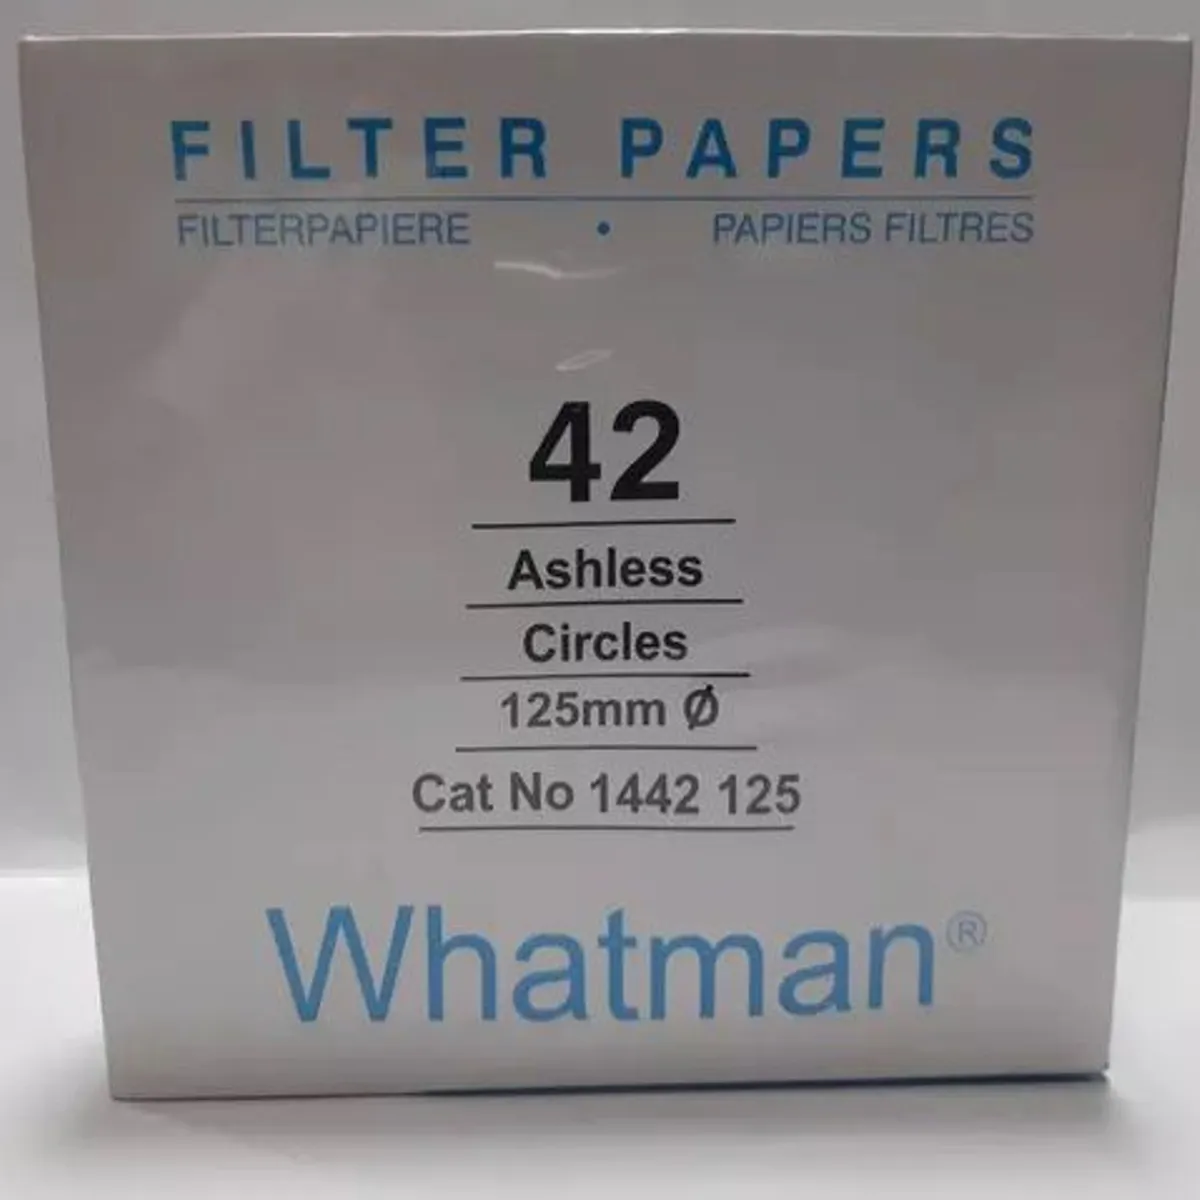 FILTER PAPERS
FILTERPAPIERE • PAPIERS FILTRES
42
Ashless
Circles
125mm Ø
Cat No 1442 125
Whatman®